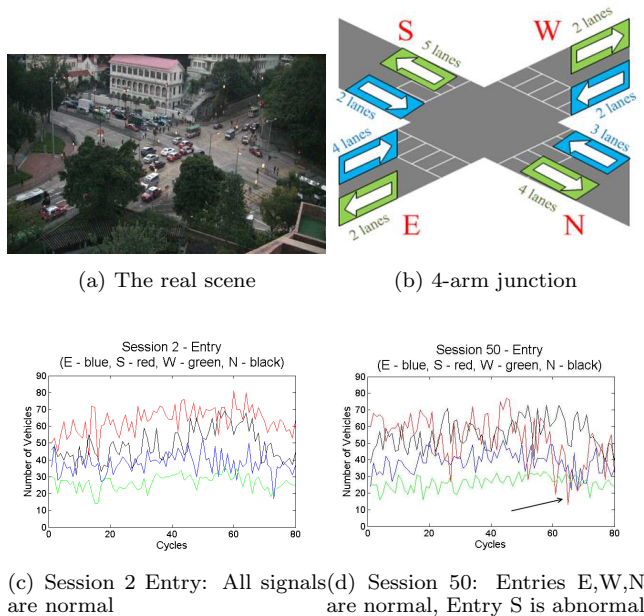 S
W
5 lanes
2 lanes
2 lanes
2 lanes
4 lanes
3 lanes
2 lanes
4 lanes
E
N
(a) The real scene
(b) 4-arm junction
Session 2 - Entry
(E - blue, S - red, W - green, N - black)
Number of Vehicles
90
80
70
60
50
40
30
20
10
0
0
20
40
60
80
Cycles
Session 50 - Entry
(E - blue, S - red, W - green, N - black)
Number of Vehicles
90
80
70
60
50
40
30
20
10
0
0
20
40
60
80
Cycles
(c) Session 2 Entry: All signals
are normal
(d) Session 50: Entries E,W,N
are normal, Entry S is abnormal